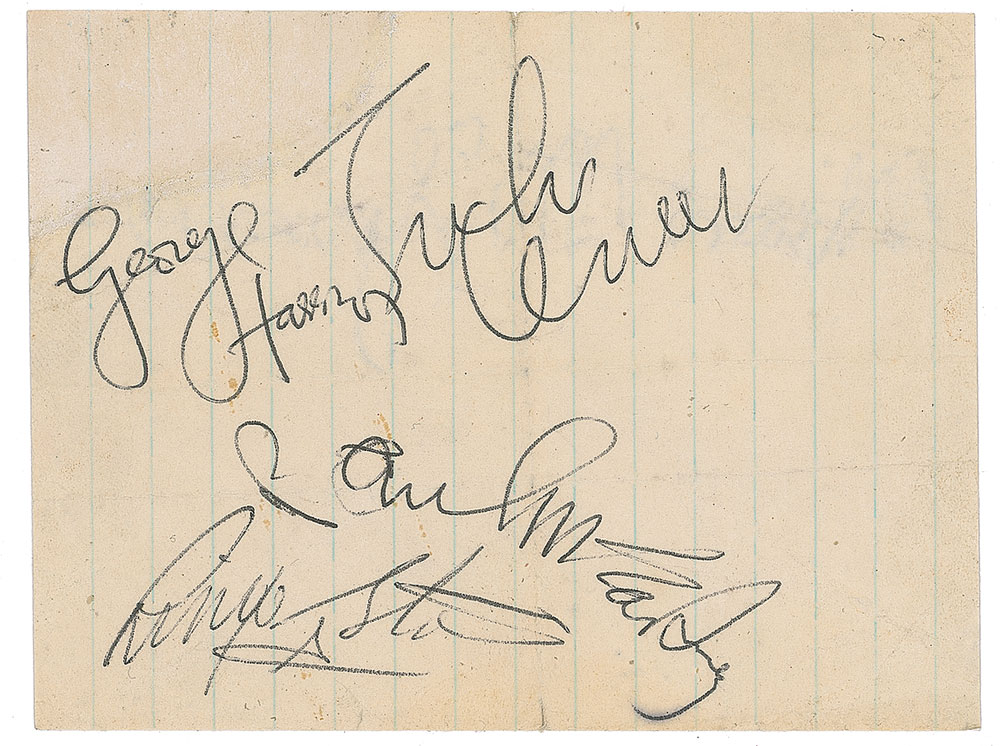 George
Harrison
John
Lennon
Paul McCartney
Ringo Starr